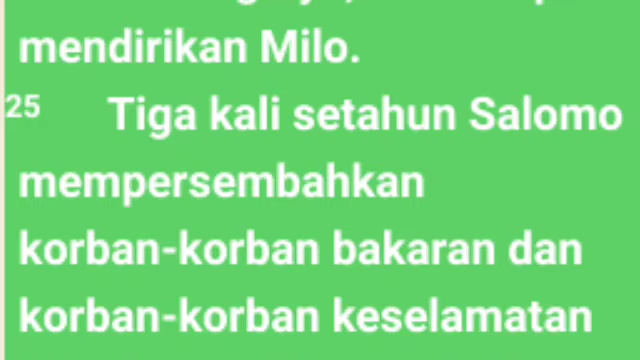 mendirikan Milo.
25 Tiga kali setahun Salomo
mempersembahkan
korban-korban bakaran dan
korban-korban keselamatan